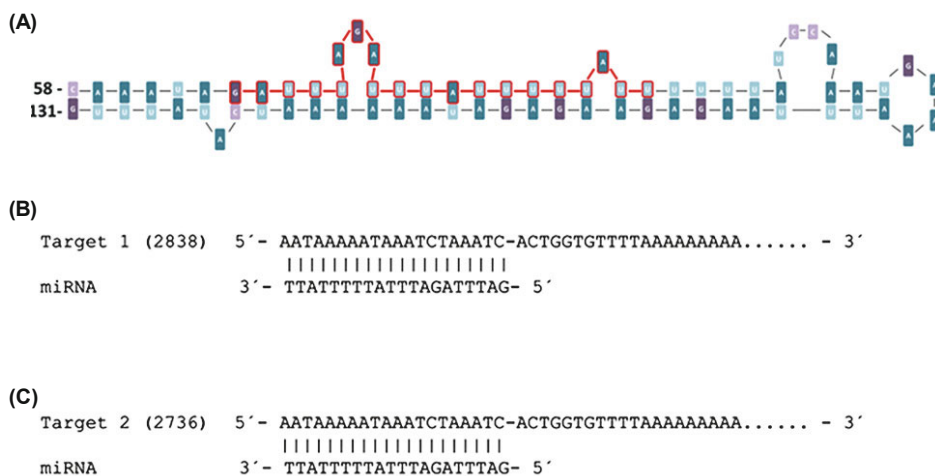 (A)
C C
G
U A
A A
A
G
58 - C A A A U A G A U U U U U U A U U U U U U U U U U U A A A U
A
131- G U U U A U C U A A A A A A U A G A G A A G A G A A U U U A
A
A
A
(B)
Target 1 (2838) 5´- AATAAAAATAAATCTAAATC-ACTGGTGTTTTAAAAAAAAA...... - 3´
||||||||||||||||||||
miRNA 3´- TTATTTTTATTTAGATTTAG- 5´
(C)
Target 2 (2736) 5´- AATAAAAATAAATCTAAATC-ACTGGTGTTTTAAAAAAAAA...... - 3´
||||||||||||||||||||
miRNA 3´- TTATTTTTATTTAGATTTAG- 5´